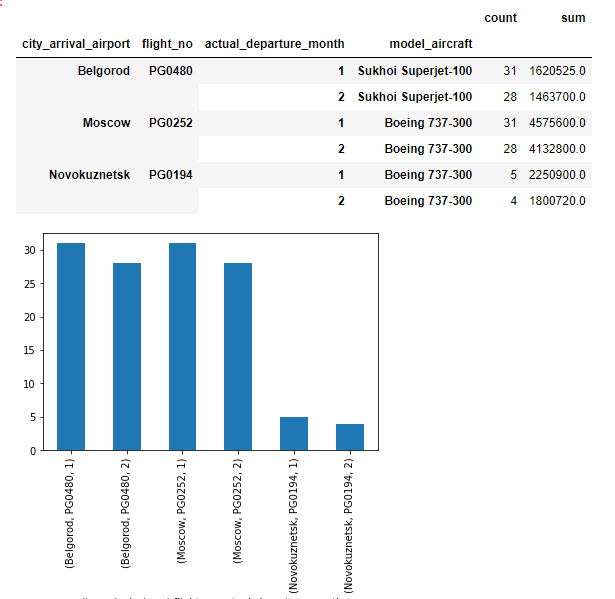 count sum
city_arrival_airport flight_no actual_departure_month model_aircraft
Belgorod PG0480 1 Sukhoi Superjet-100 31 1620525.0
2 Sukhoi Superjet-100 28 1463700.0
Moscow PG0252 1 Boeing 737-300 31 4575600.0
2 Boeing 737-300 28 4132800.0
Novokuznetsk PG0194 1 Boeing 737-300 5 2250900.0
2 Boeing 737-300 4 1800720.0
30
25
20
15
10
5
0
(Belgorod, PG0480, 1)
(Belgorod, PG0480, 2)
(Moscow, PG0252, 1)
(Moscow, PG0252, 2)
(Novokuznetsk, PG0194, 1)
(Novokuznetsk, PG0194, 2)